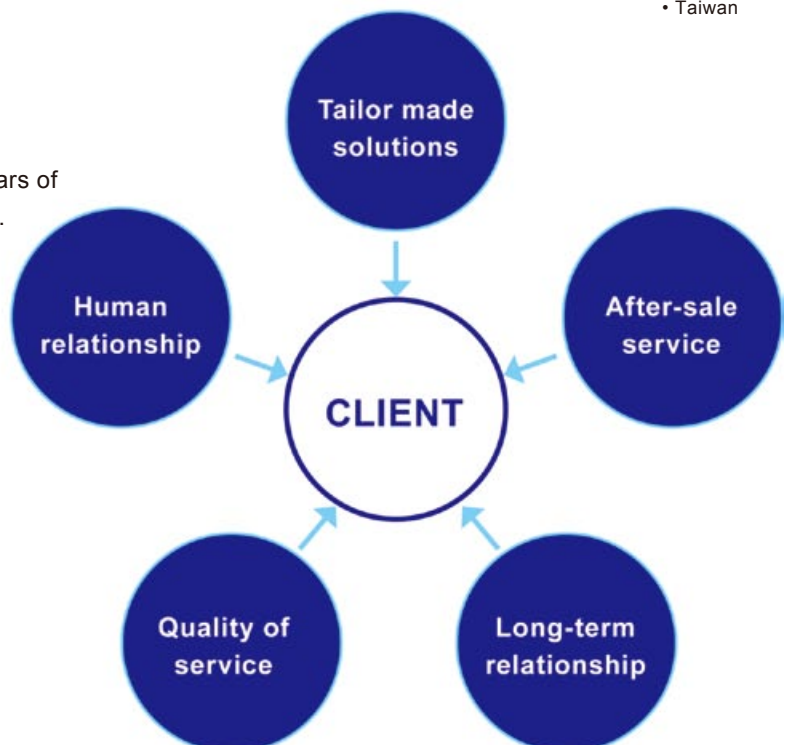 • Taiwan
Tailor made
solutions
ars of
.
Human
relationship
After-sale
service
CLIENT
Quality of
service
Long-term
relationship